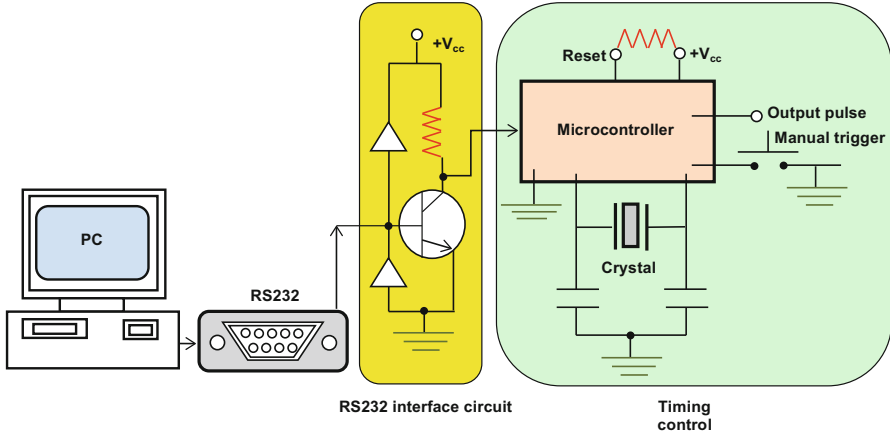 +Vcc
Reset
+Vcc
Microcontroller
Output pulse
Manual trigger
PC
RS232
Crystal
RS232 interface circuit
Timing
control